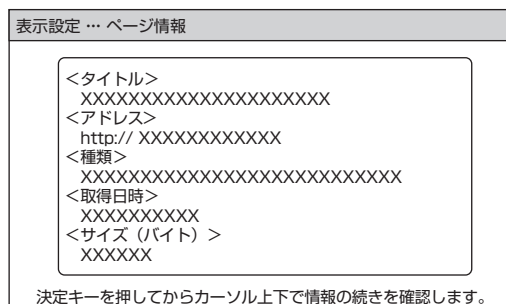 表示設定 … ページ情報
＜タイトル＞
XXXXXXXXXXXXXXXXXXXXX
＜アドレス＞
http:// XXXXXXXXXXXX
＜種類＞
XXXXXXXXXXXXXXXXXXXXXXXXXXX
＜取得日時＞
XXXXXXXXXX
＜サイズ（バイト）＞
XXXXXX
決定キーを押してからカーソル上下で情報の続きを確認します。